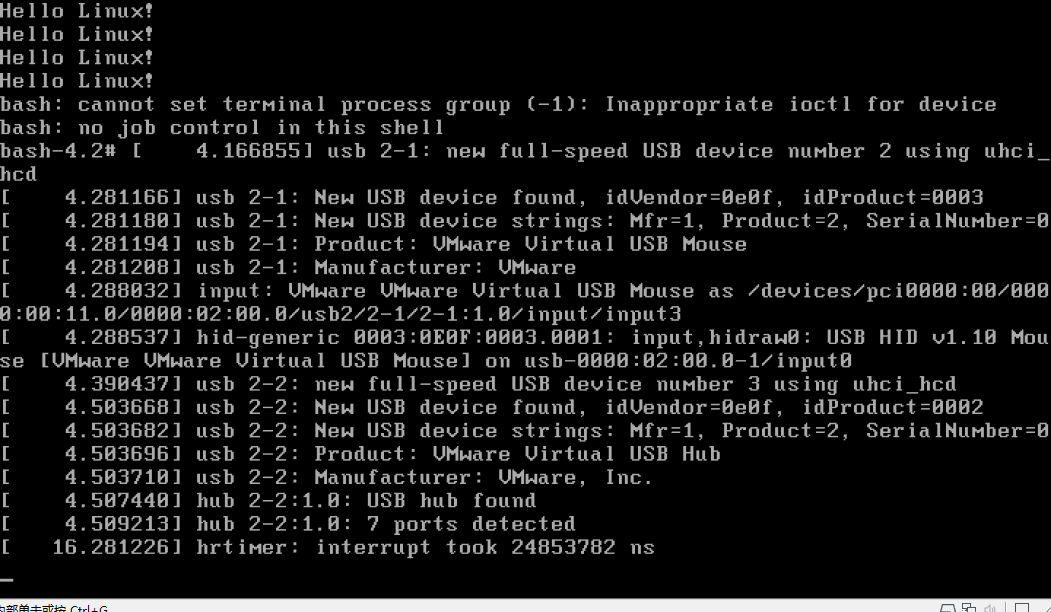 Hello Linux!
Hello Linux!
Hello Linux!
Hello Linux!
bash: cannot set terminal process group (-1): Inappropriate ioctl for device
bash: no job control in this shell
bash-4.2# [    4.166855] usb 2-1: new full-speed USB device number 2 using uhci_
hcd
[    4.281166] usb 2-1: New USB device found, idVendor=0e0f, idProduct=0003
[    4.281180] usb 2-1: New USB device strings: Mfr=1, Product=2, SerialNumber=0
[    4.281194] usb 2-1: Product: VMware Virtual USB Mouse
[    4.281208] usb 2-1: Manufacturer: VMware
[    4.288032] input: VMware VMware Virtual USB Mouse as /devices/pci0000:00/000
0:00:11.0/0000:02:00.0/usb2/2-1/2-1:1.0/input/input3
[    4.288537] hid-generic 0003:0E0F:0003.0001: input,hidraw0: USB HID v1.10 Mou
se [VMware VMware Virtual USB Mouse] on usb-0000:02:00.0-1/input0
[    4.390437] usb 2-2: new full-speed USB device number 3 using uhci_hcd
[    4.503668] usb 2-2: New USB device found, idVendor=0e0f, idProduct=0002
[    4.503682] usb 2-2: New USB device strings: Mfr=1, Product=2, SerialNumber=0
[    4.503696] usb 2-2: Product: VMware Virtual USB Hub
[    4.503710] usb 2-2: Manufacturer: VMware, Inc.
[    4.507440] hub 2-2:1.0: USB hub found
[    4.509213] hub 2-2:1.0: 7 ports detected
[   16.281226] hrtimer: interrupt took 24853782 ns
部单击或按 Ctrl+G